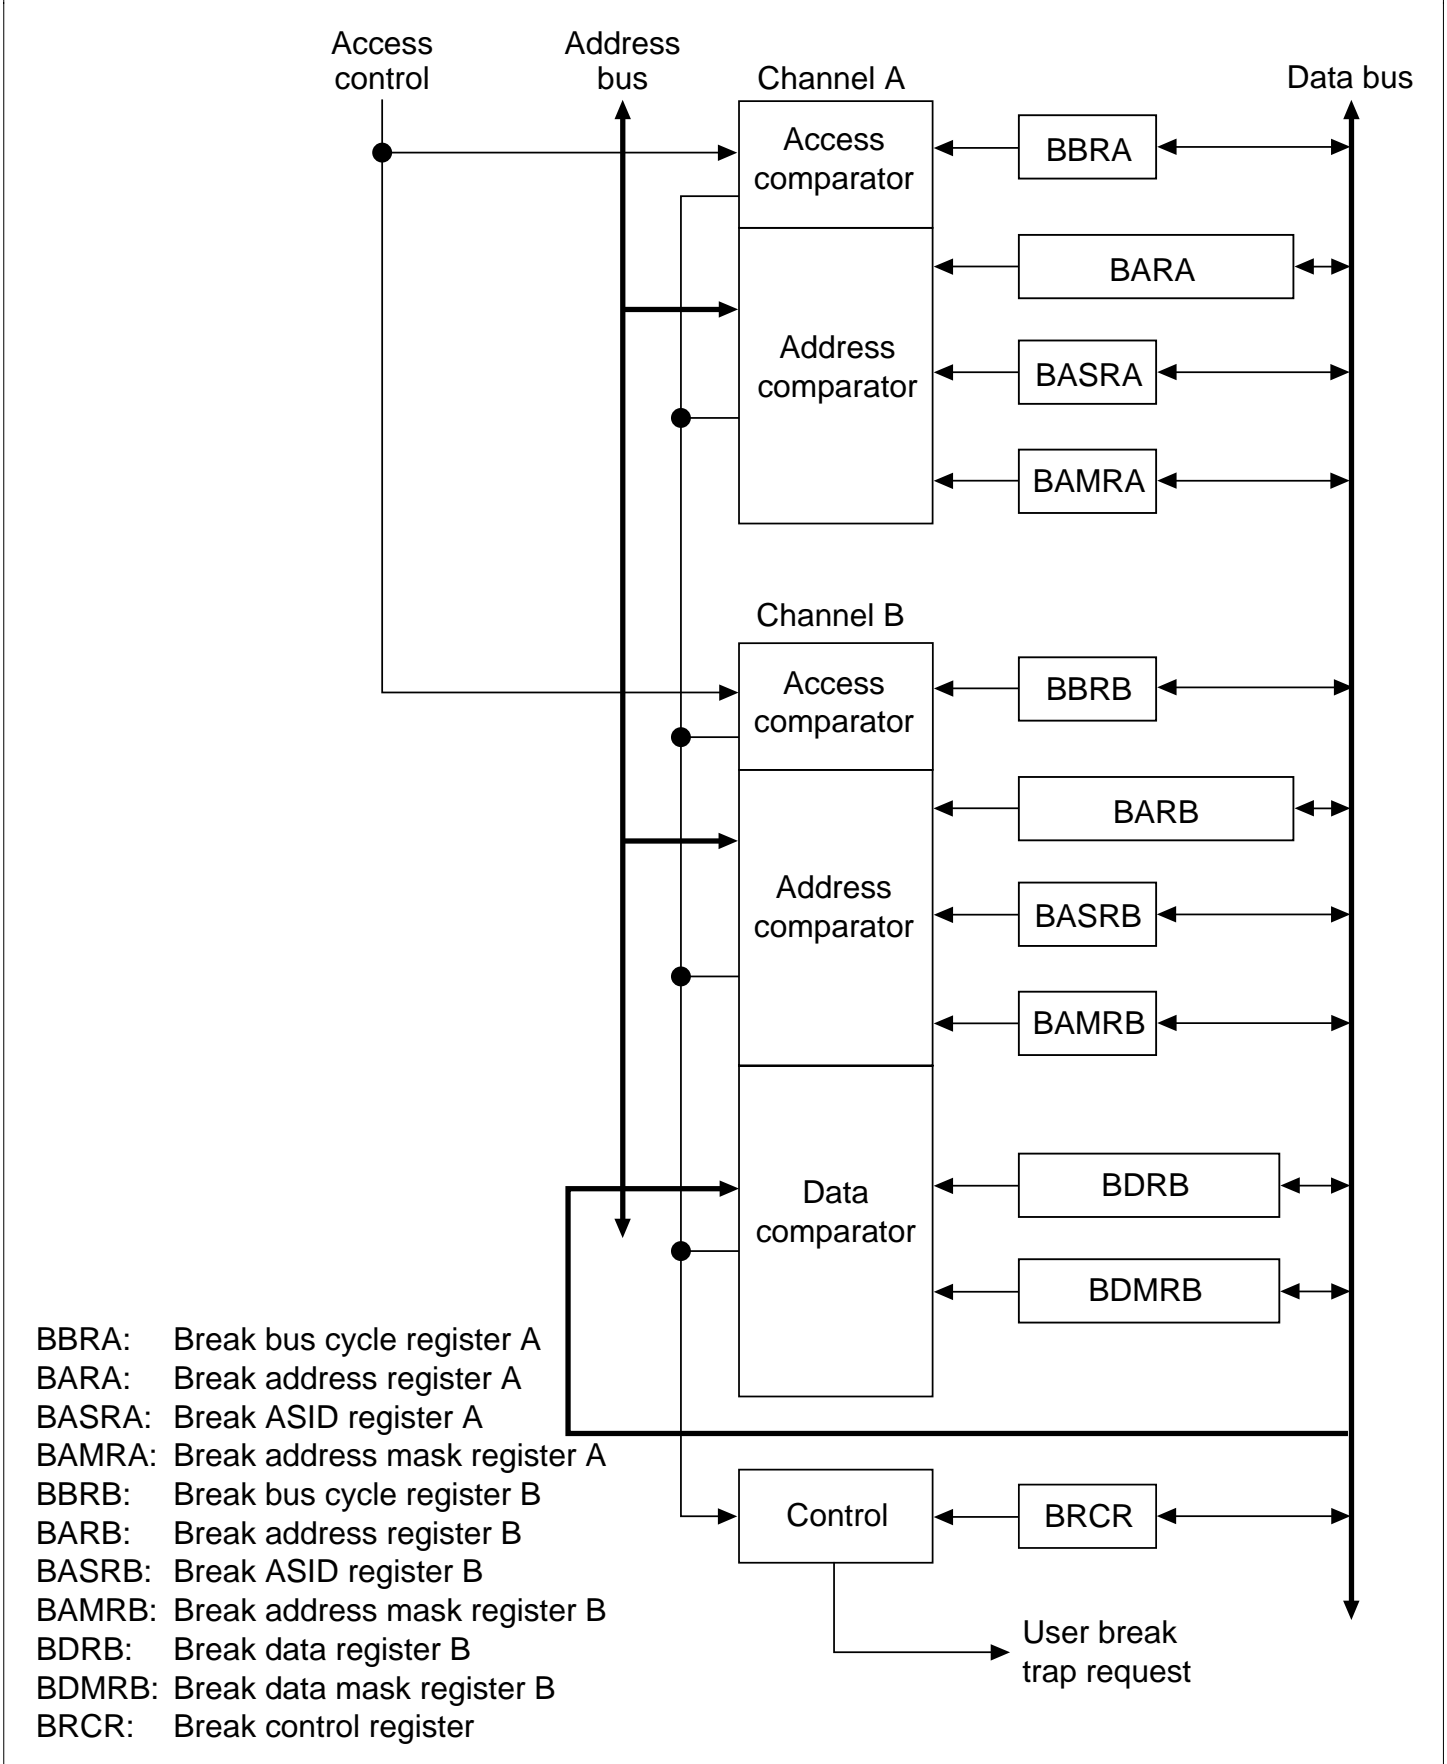 Access
control
Address
bus
Channel A
Data bus
Access
comparator
BBRA
BARA
Address
comparator
BASRA
BAMRA
Channel B
Access
comparator
BBRB
BARB
Address
comparator
BASRB
BAMRB
Data
comparator
BDRB
BDMRB
Control
BRCR
User break
trap request
BBRA: Break bus cycle register A
BARA: Break address register A
BASRA: Break ASID register A
BAMRA: Break address mask register A
BBRB: Break bus cycle register B
BARB: Break address register B
BASRB: Break ASID register B
BAMRB: Break address mask register B
BDRB: Break data register B
BDMRB: Break data mask register B
BRCR: Break control register